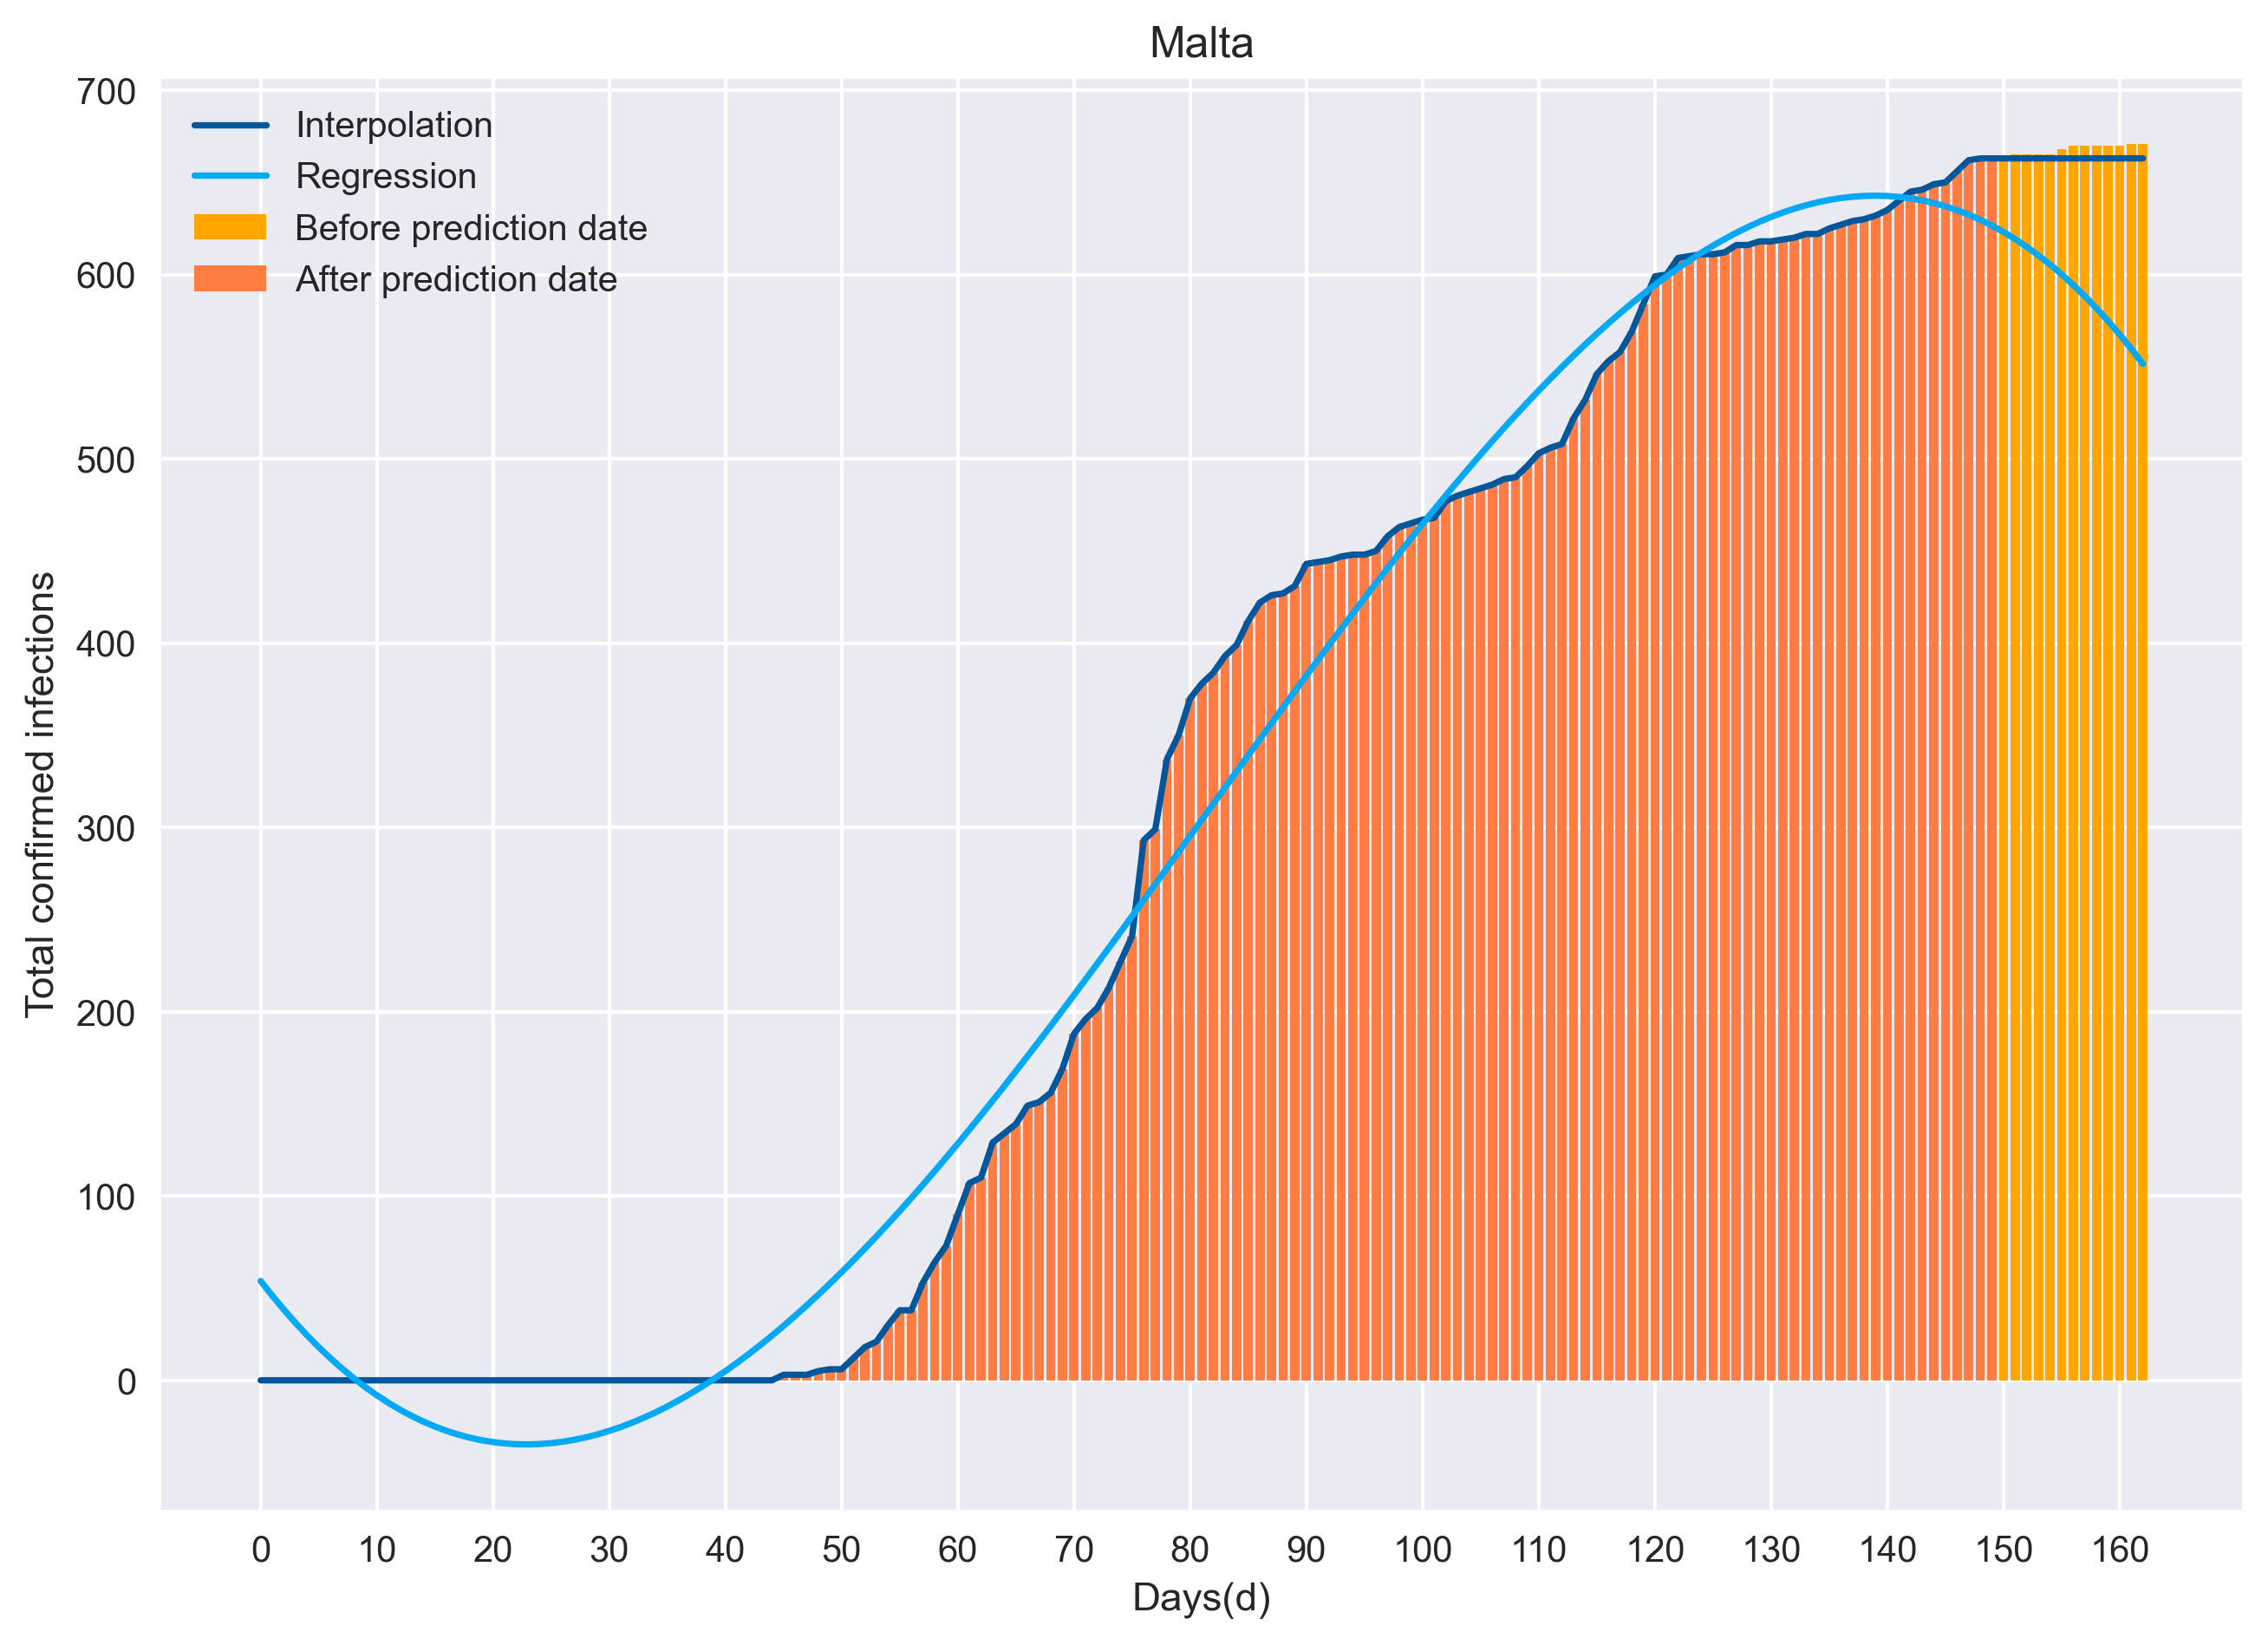 Malta
700
600
500
400
300
200
100
0
Total confirmed infections
Interpolation
Regression
Before prediction date
After prediction date
0 10 20 30 40 50 60 70 80 90 100 110 120 130 140 150 160
Days(d)